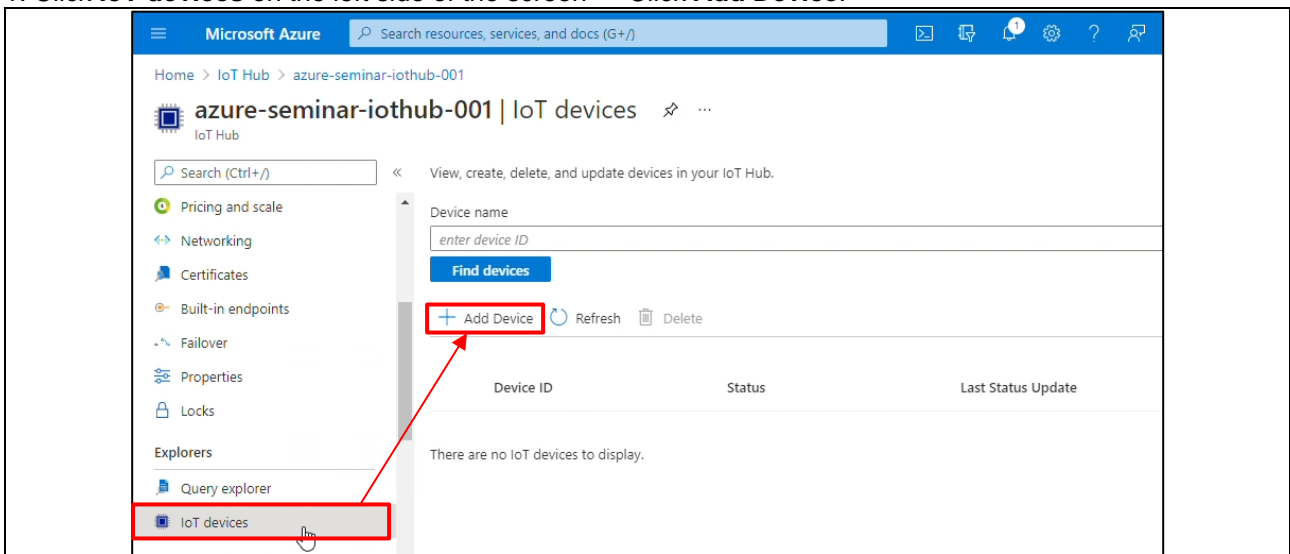 Microsoft Azure
Search resources, services, and docs (G+/)
1
Home > IoT Hub > azure-seminar-iothub-001
azure-seminar-iothub-001 | IoT devices
IoT Hub
Search (Ctrl+/)
View, create, delete, and update devices in your IoT Hub.
Pricing and scale
Device name
enter device ID
Networking
Find devices
Certificates
Built-in endpoints
Add Device
Refresh
Delete
Failover
Properties
Device ID
Status
Last Status Update
Locks
Explorers
There are no IoT devices to display.
Query explorer
IoT devices